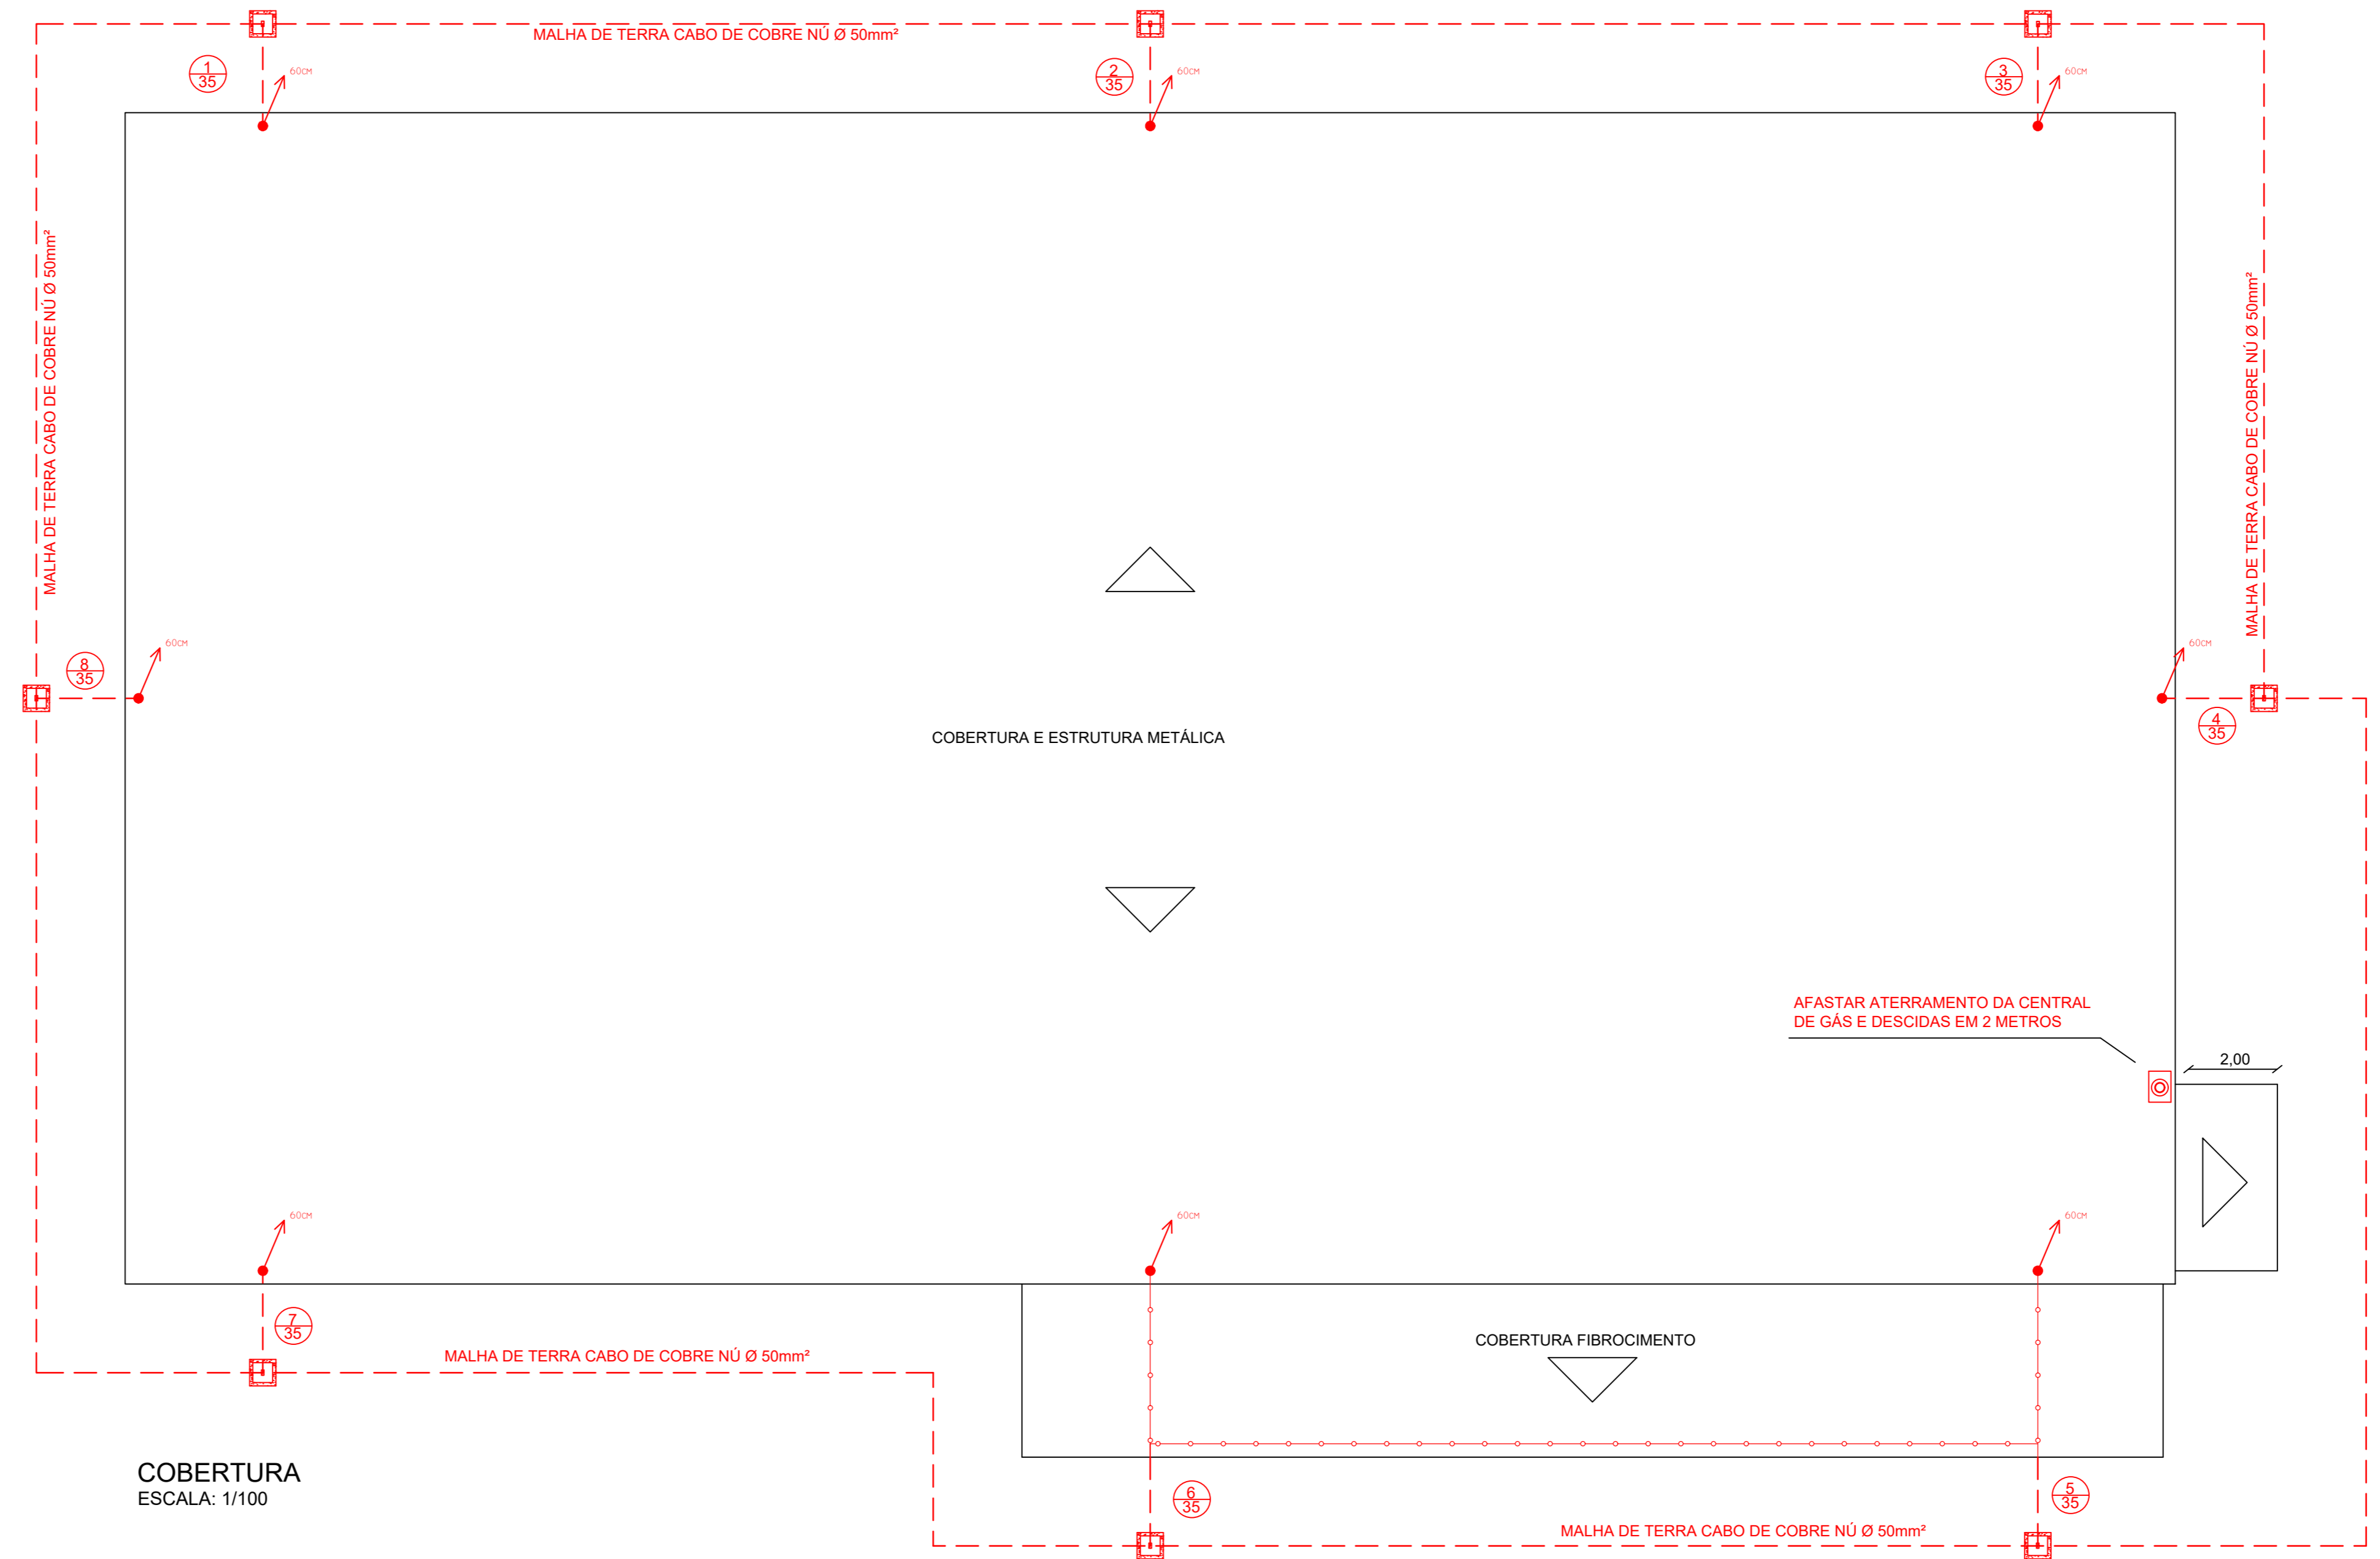 MALHA DE TERRA CABO DE COBRE NÚ Ø 50mm²
1
35
60CM
2
35
60CM
3
35
60CM
MALHA DE TERRA CABO DE COBRE NÚ Ø 50mm²
MALHA DE TERRA CABO DE COBRE NÚ Ø 50mm²
8
35
60CM
60CM
4
35
COBERTURA E ESTRUTURA METÁLICA
AFASTAR ATERRAMENTO DA CENTRAL
DE GÁS E DESCIDAS EM 2 METROS
2,00
60CM
60CM
60CM
7
35
COBERTURA FIBROCIMENTO
MALHA DE TERRA CABO DE COBRE NÚ Ø 50mm²
COBERTURA
ESCALA: 1/100
6
35
5
35
MALHA DE TERRA CABO DE COBRE NÚ Ø 50mm²